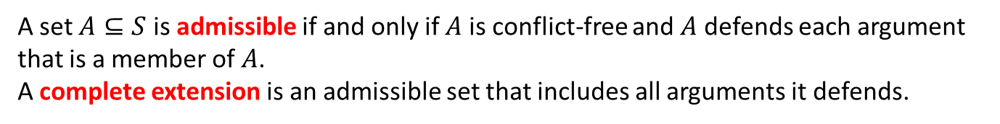 A set A ⊆ S is admissible if and only if A is conflict-free and A defends each argument
that is a member of A.
A complete extension is an admissible set that includes all arguments it defends.